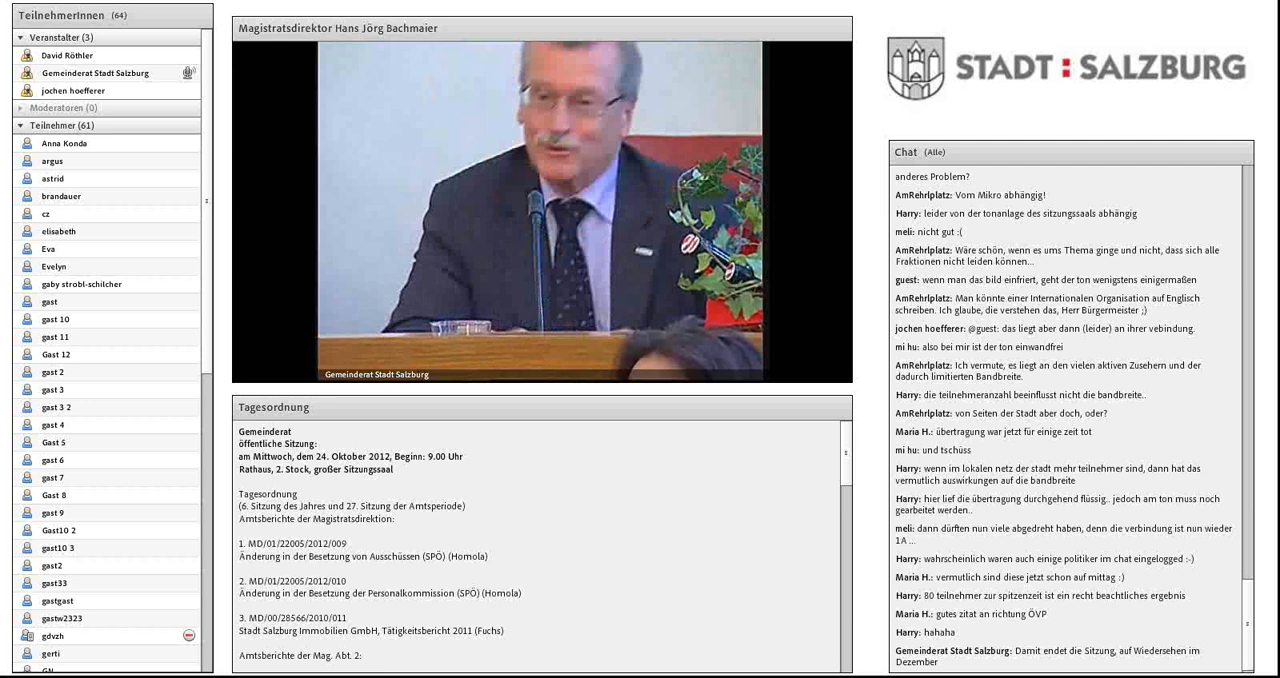 TeilnehmerInnen (64)
Veranstalter (3)
David Röthler
Gemeinderat Stadt Salzburg
jochen hoefferer
Moderatoren (0)
Teilnehmer (61)
Anna Konda
argus
astrid
brandauer
cz
elisabeth
Eva
Evelyn
gaby strobl-schilcher
gast
gast 10
gast 11
Gast 12
gast 2
gast 3
gast 3 2
gast 4
Gast 5
gast 6
gast 7
Gast 8
gast 9
Gast10 2
gast10 3
gast2
gast33
gastgast
gastw2323
gdvzh
gerti
GN
Magistratsdirektor Hans Jörg Bachmaier
Gemeinderat Stadt Salzburg
Tagesordnung
Gemeinderat
öffentliche Sitzung:
am Mittwoch, dem 24. Oktober 2012, Beginn: 9.00 Uhr
Rathaus, 2. Stock, großer Sitzungssaal
Tagesordnung
(6. Sitzung des Jahres und 27. Sitzung der Amtsperiode)
Amtsberichte der Magistratsdirektion:
1. MD/01/22005/2012/009
Änderung in der Besetzung von Ausschüssen (SPÖ) (Homola)
2. MD/01/22005/2012/010
Änderung in der Besetzung der Personalkommission (SPÖ) (Homola)
3. MD/00/28566/2010/011
Stadt Salzburg Immobilien GmbH, Tätigkeitsbericht 2011 (Fuchs)
Amtsberichte der Mag. Abt. 2:
STADT : SALZBURG
Chat (Alle)
anderes Problem?
AmRehrlplatz: Vom Mikro abhängig!
Harry: leider von der tonanlage des sitzungssaals abhängig
meli: nicht gut :(
AmRehrlplatz: Wäre schön, wenn es ums Thema ginge und nicht, dass sich alle
Fraktionen nicht leiden können...
guest: wenn man das bild einfriert, geht der ton wenigstens einigermaßen
AmRehrlplatz: Man könnte einer Internationalen Organisation auf Englisch
schreiben. Ich glaube, die verstehen das, Herr Bürgermeister ;)
jochen hoefferer: @guest: das liegt aber dann (leider) an ihrer vebindung.
mi hu: also bei mir ist der ton einwandfrei
AmRehrlplatz: Ich vermute, es liegt an den vielen aktiven Zusehern und der
dadurch limitierten Bandbreite.
Harry: die teilnehmeranzahl beeinflusst nicht die bandbreite..
AmRehrlplatz: von Seiten der Stadt aber doch, oder?
Maria H.: übertragung war jetzt für einige zeit tot
mi hu: und tschüss
Harry: wenn im lokalen netz der stadt mehr teilnehmer sind, dann hat das
vermutlich auswirkungen auf die bandbreite
Harry: hier lief die übertragung durchgehend flüssig.. jedoch am ton muss noch
gearbeitet werden..
meli: dann dürften nun viele abgedreht haben, denn die verbindung ist nun wieder
1A ...
Harry: wahrscheinlich waren auch einige politiker im chat eingelogged :-)
Maria H.: vermutlich sind diese jetzt schon auf mittag :)
Harry: 80 teilnehmer zur spitzenzeit ist ein recht beachtliches ergebnis
Maria H.: gutes zitat an richtung ÖVP
Harry: hahaha
Gemeinderat Stadt Salzburg: Damit endet die Sitzung, auf Wiedersehen im
Dezember